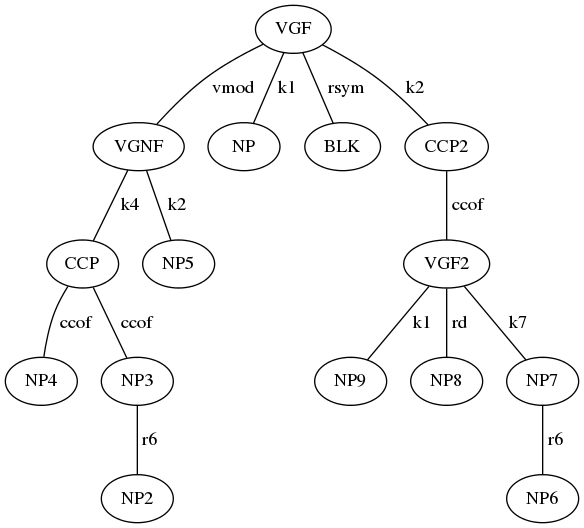 VGF
vmod k1 rsym k2
VGNF NP BLK CCP2
k4 k2 ccof
CCP NP5 VGF2
ccof ccof k1 rd k7
NP4 NP3 NP9 NP8 NP7
r6 r6
NP2 NP6